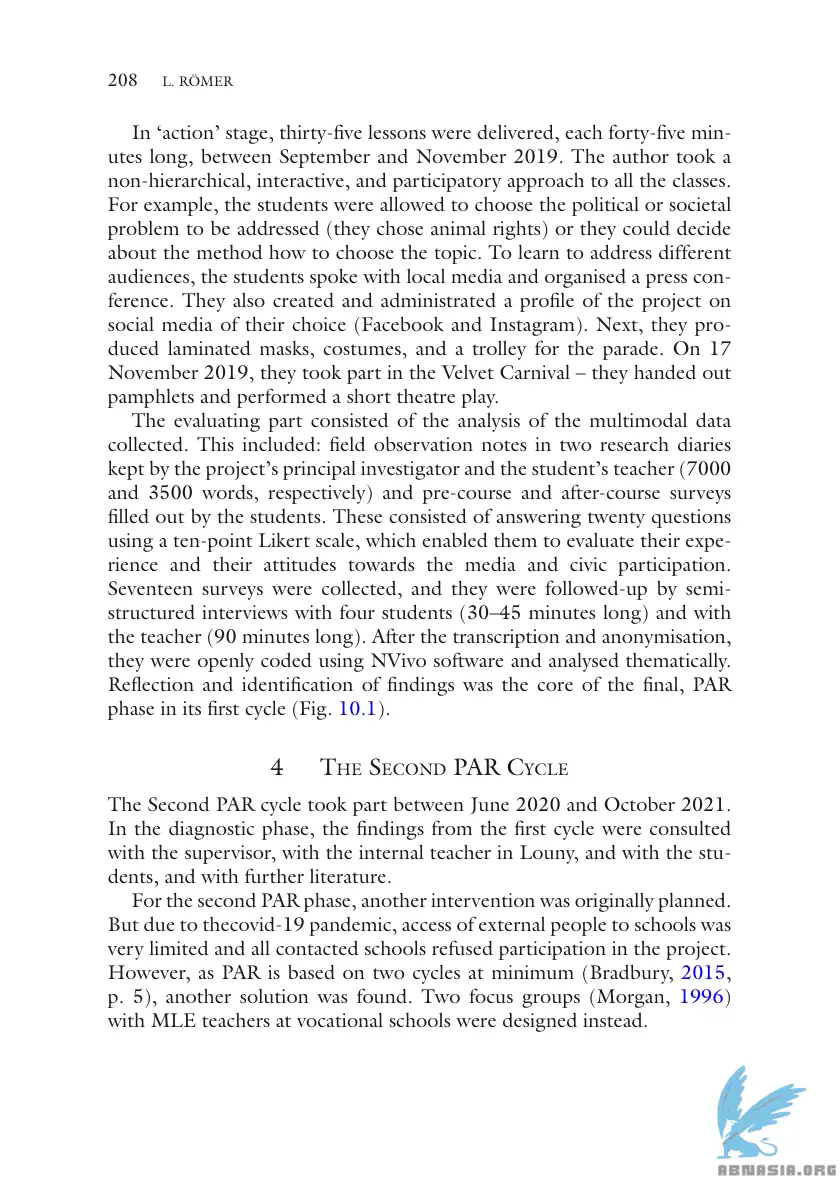 208 L. RÖMER
In ‘action’ stage, thirty-five lessons were delivered, each forty-five min-
utes long, between September and November 2019. The author took a
non-hierarchical, interactive, and participatory approach to all the classes.
For example, the students were allowed to choose the political or societal
problem to be addressed (they chose animal rights) or they could decide
about the method how to choose the topic. To learn to address different
audiences, the students spoke with local media and organised a press con-
ference. They also created and administrated a profile of the project on
social media of their choice (Facebook and Instagram). Next, they pro-
duced laminated masks, costumes, and a trolley for the parade. On 17
November 2019, they took part in the Velvet Carnival – they handed out
pamphlets and performed a short theatre play.
The evaluating part consisted of the analysis of the multimodal data
collected. This included: field observation notes in two research diaries
kept by the project’s principal investigator and the student’s teacher (7000
and 3500 words, respectively) and pre-course and after-course surveys
filled out by the students. These consisted of answering twenty questions
using a ten-point Likert scale, which enabled them to evaluate their expe-
rience and their attitudes towards the media and civic participation.
Seventeen surveys were collected, and they were followed-up by semi-
structured interviews with four students (30–45 minutes long) and with
the teacher (90 minutes long). After the transcription and anonymisation,
they were openly coded using NVivo software and analysed thematically.
Reflection and identification of findings was the core of the final, PAR
phase in its first cycle (Fig. 10.1).
4 The Second PAR Cycle
The Second PAR cycle took part between June 2020 and October 2021.
In the diagnostic phase, the findings from the first cycle were consulted
with the supervisor, with the internal teacher in Louny, and with the stu-
dents, and with further literature.
For the second PAR phase, another intervention was originally planned.
But due to thecovid-19 pandemic, access of external people to schools was
very limited and all contacted schools refused participation in the project.
However, as PAR is based on two cycles at minimum (Bradbury, 2015,
p. 5), another solution was found. Two focus groups (Morgan, 1996)
with MLE teachers at vocational schools were designed instead.
ABNASIA.ORG